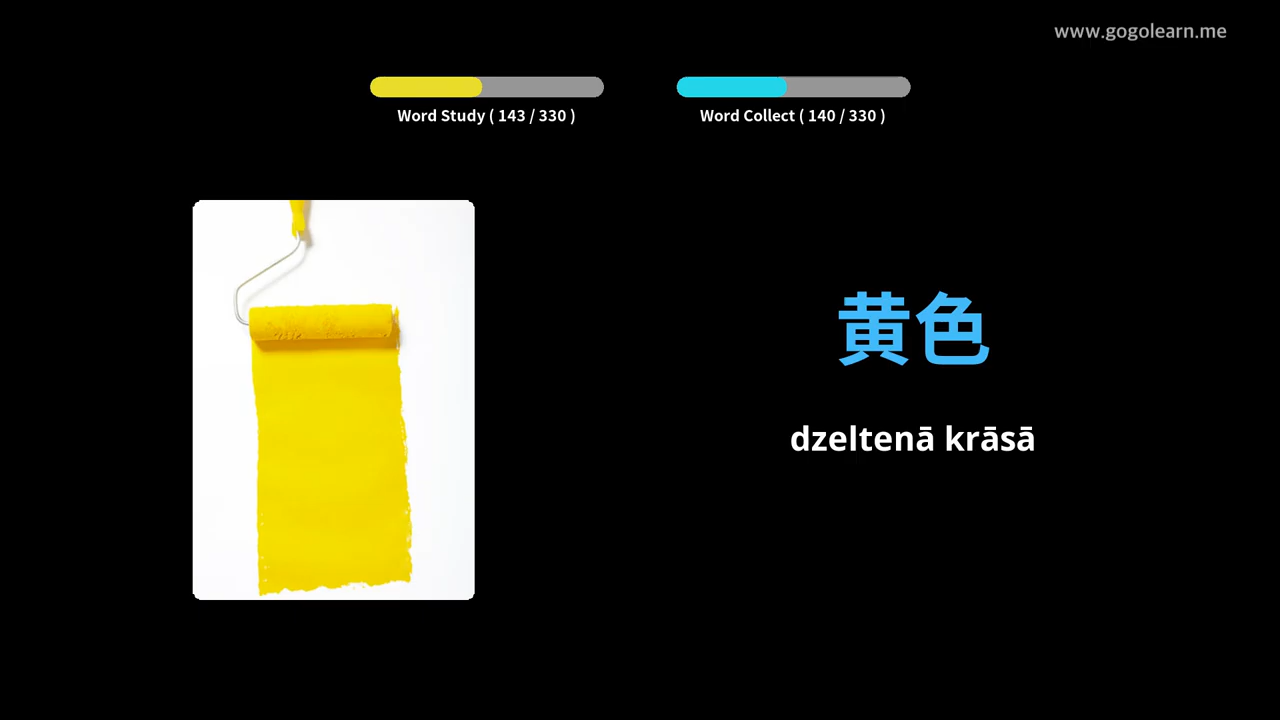 www.gogolearn.me
Word Study ( 143 / 330 )
Word Collect ( 140 / 330 )
黄色
dzeltenā krāsā